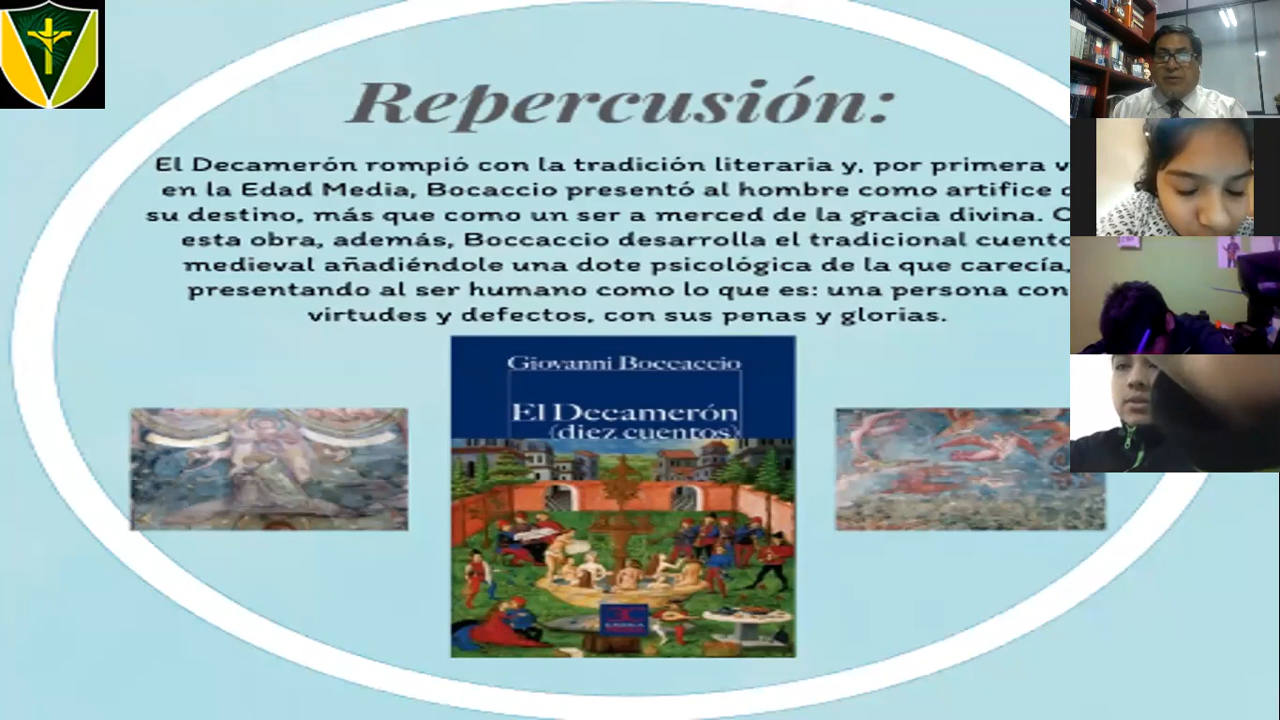 Repercusión:
El Decamerón rompió con la tradición literaria y, por primera
en la Edad Media, Bocaccio presentó al hombre como artifice
su destino, más que como un ser a merced de la gracia divina.
esta obra, además, Boccaccio desarrolla el tradicional cuento
medieval añadiéndole una dote psicológica de la que carecía,
presentando al ser humano como lo que es: una persona con
virtudes y defectos, con sus penas y glorias.
Giovanni Boccaccio
El Decamerón
(diez cuentos)